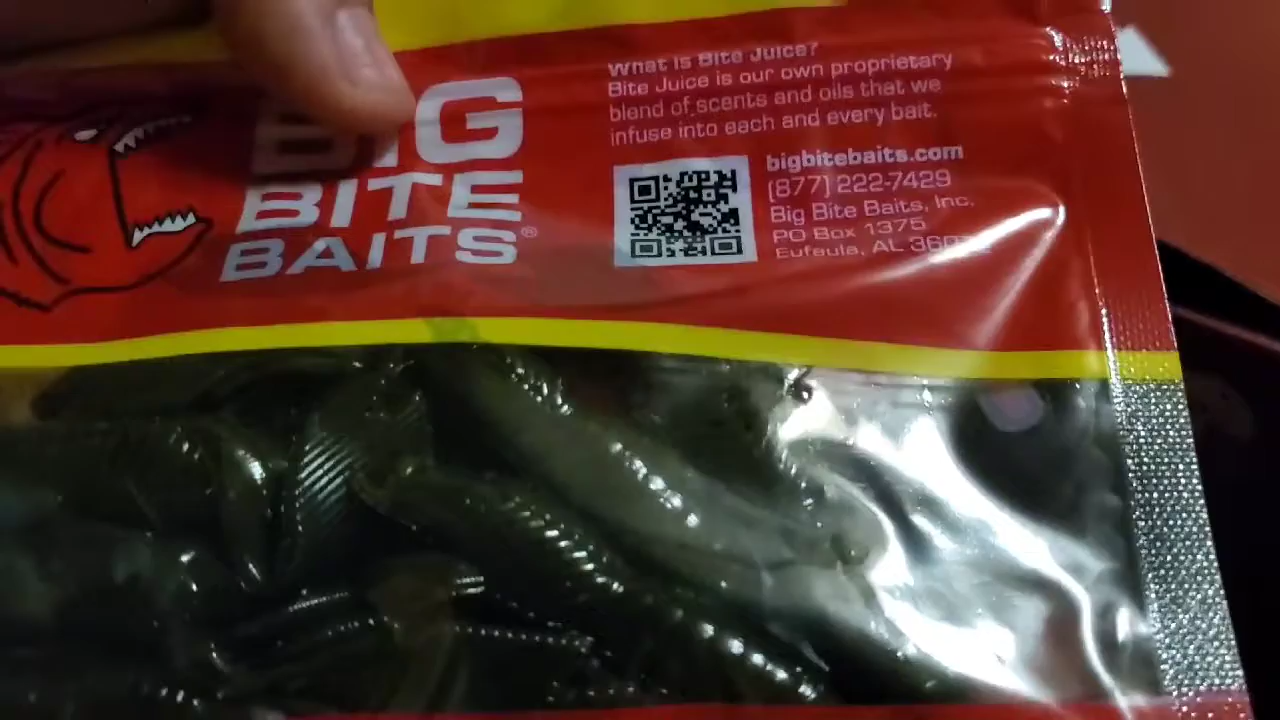 BIG
BITE
BAITS®
What is Bite Juice?
Bite Juice is our own proprietary
blend of scents and oils that we
infuse into each and every bait.
bigbitebaits.com
(877) 222-7429
Big Bite Baits, Inc.
PO Box 1375
Eufaula, AL